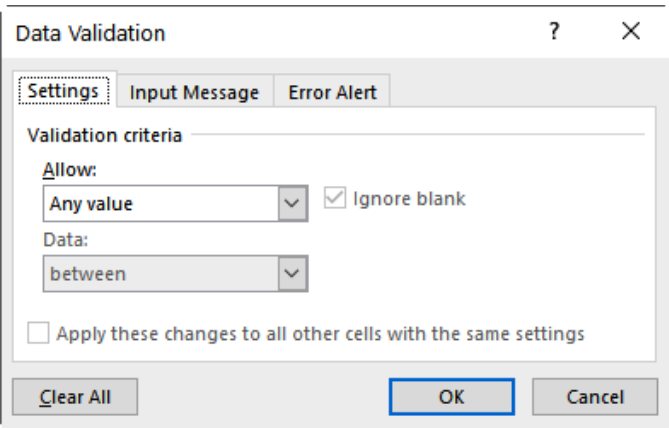 Data Validation ? ×
Settings Input Message Error Alert
Validation criteria
Allow:
Any value Ignore blank
Data:
between
Apply these changes to all other cells with the same settings
Clear All OK Cancel